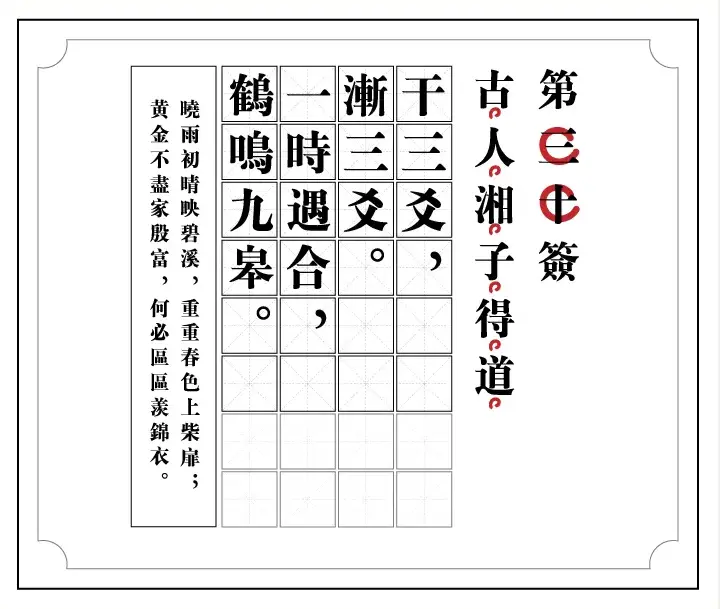 第三十簽
古人湘子得道
干三爻，
漸三爻。
一時遇合，
鶴鳴九皋。
曉雨初晴映碧溪，重重春色上柴扉；
黃金不盡家殷富，何必區區羨錦衣。